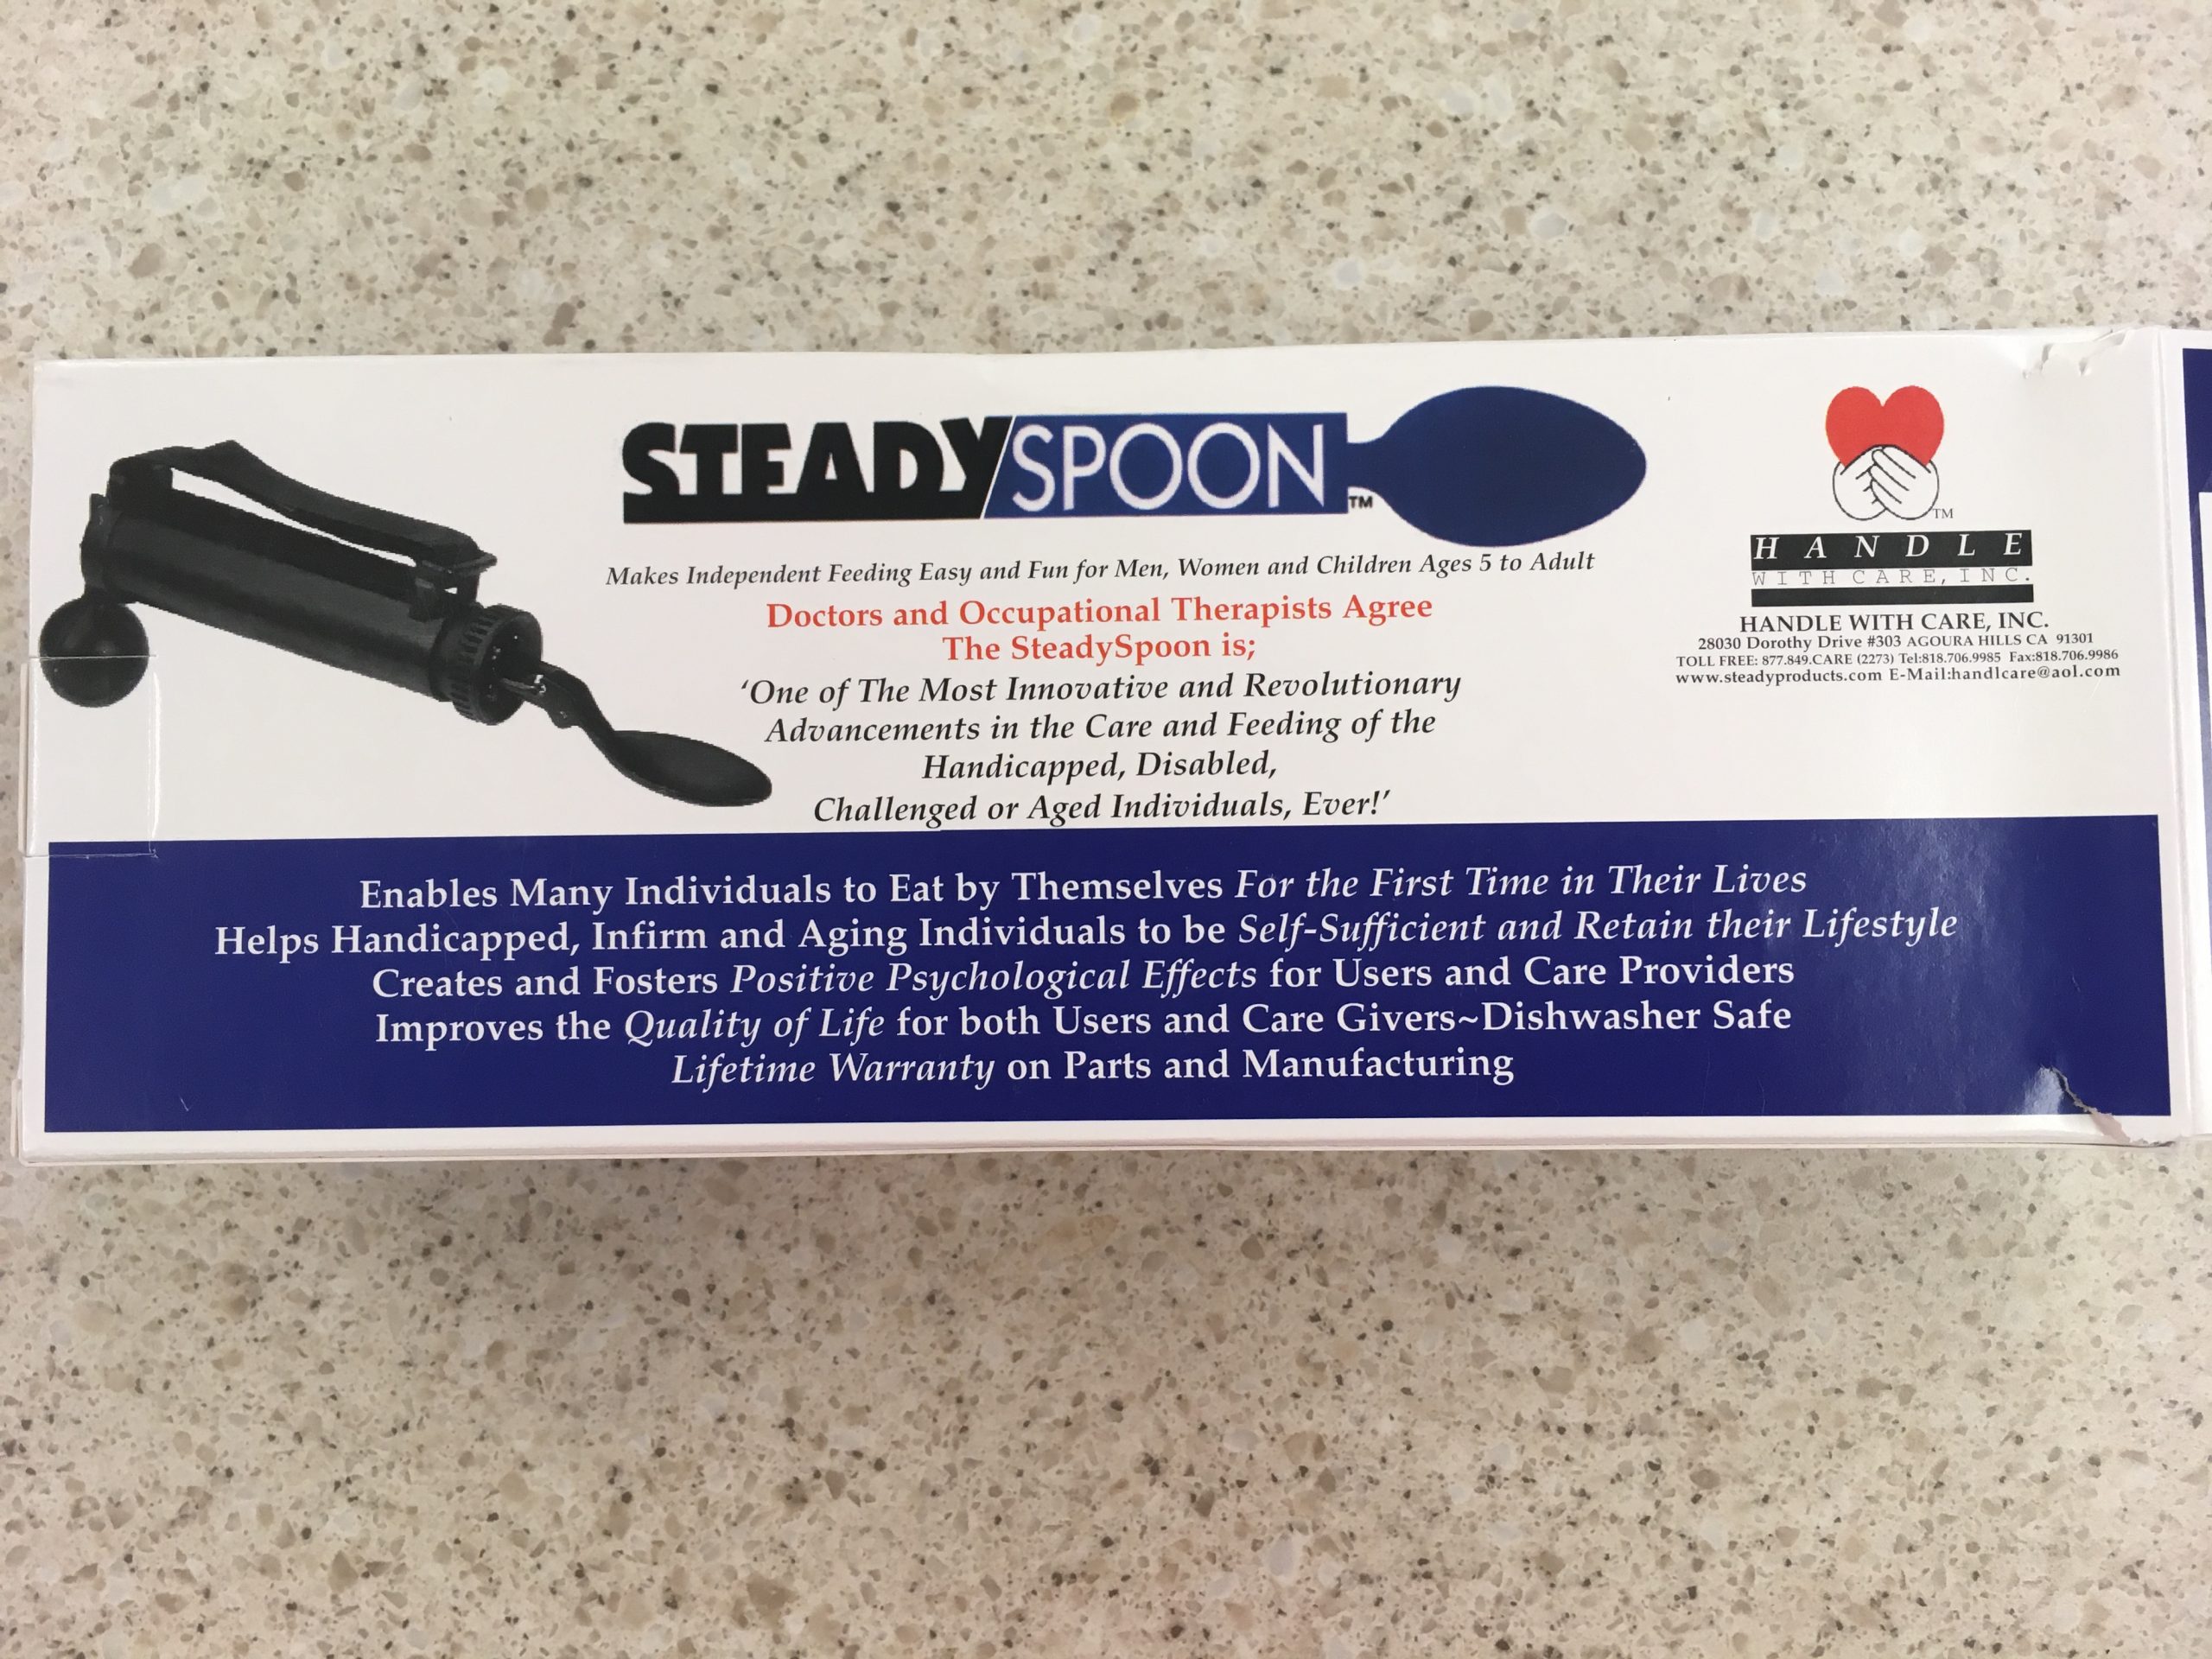 STEADY/SPOON™
Makes Independent Feeding Easy and Fun for Men, Women and Children Ages 5 to Adult
Doctors and Occupational Therapists Agree
The SteadySpoon is;
‘One of The Most Innovative and Revolutionary
Advancements in the Care and Feeding of the
Handicapped, Disabled,
Challenged or Aged Individuals, Ever!’
TM
HANDLE
WITH CARE, INC.
HANDLE WITH CARE, INC.
28030 Dorothy Drive #303 AGOURA HILLS CA 91301
TOLL FREE: 877.849.CARE (2273) Tel:818.706.9985 Fax:818.706.9986
www.steadyproducts.com E-Mail:handlcare@aol.com
Enables Many Individuals to Eat by Themselves For the First Time in Their Lives
Helps Handicapped, Infirm and Aging Individuals to be Self-Sufficient and Retain their Lifestyle
Creates and Fosters Positive Psychological Effects for Users and Care Providers
Improves the Quality of Life for both Users and Care Givers~Dishwasher Safe
Lifetime Warranty on Parts and Manufacturing